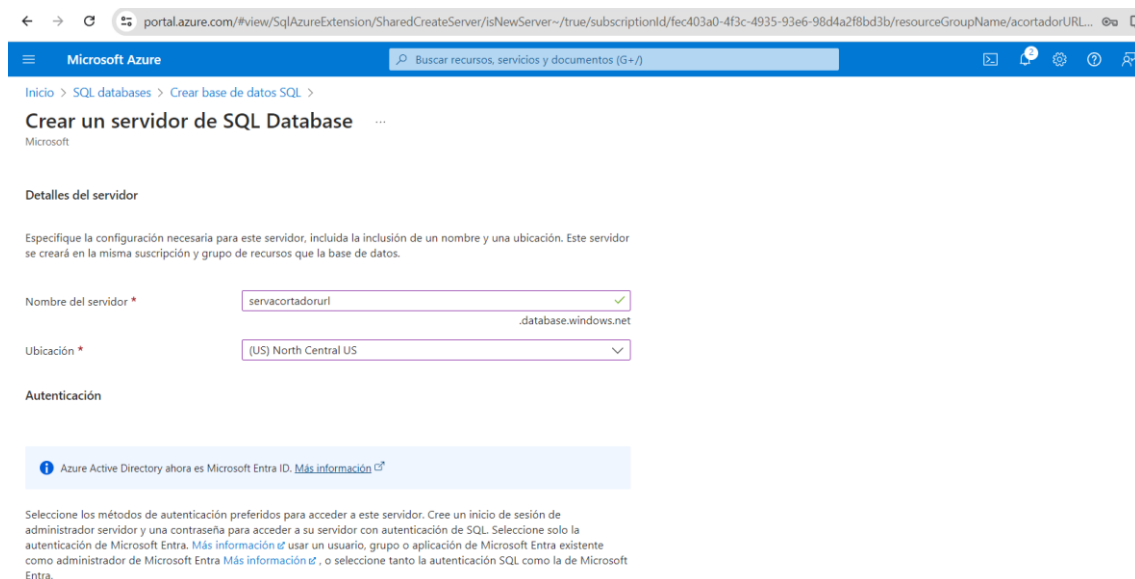 portal.azure.com/#view/SqlAzureExtension/SharedCreateServer/isNewServer~/true/subscriptionId/fec403a0-4f3c-4935-93e6-98d4a2f8bd3b/resourceGroupName/acortadorURL...
Microsoft Azure
Buscar recursos, servicios y documentos (G+/)
2
Inicio > SQL databases > Crear base de datos SQL >
Crear un servidor de SQL Database ...
Microsoft
Detalles del servidor
Especifique la configuración necesaria para este servidor, incluida la inclusión de un nombre y una ubicación. Este servidor
se creará en la misma suscripción y grupo de recursos que la base de datos.
Nombre del servidor * servacortadorurl
.database.windows.net
Ubicación * (US) North Central US
Autenticación
Azure Active Directory ahora es Microsoft Entra ID. Más información
Seleccione los métodos de autenticación preferidos para acceder a este servidor. Cree un inicio de sesión de
administrador servidor y una contraseña para acceder a su servidor con autenticación de SQL. Seleccione solo la
autenticación de Microsoft Entra. Más información usar un usuario, grupo o aplicación de Microsoft Entra existente
como administrador de Microsoft Entra Más información , o seleccione tanto la autenticación SQL como la de Microsoft
Entra.